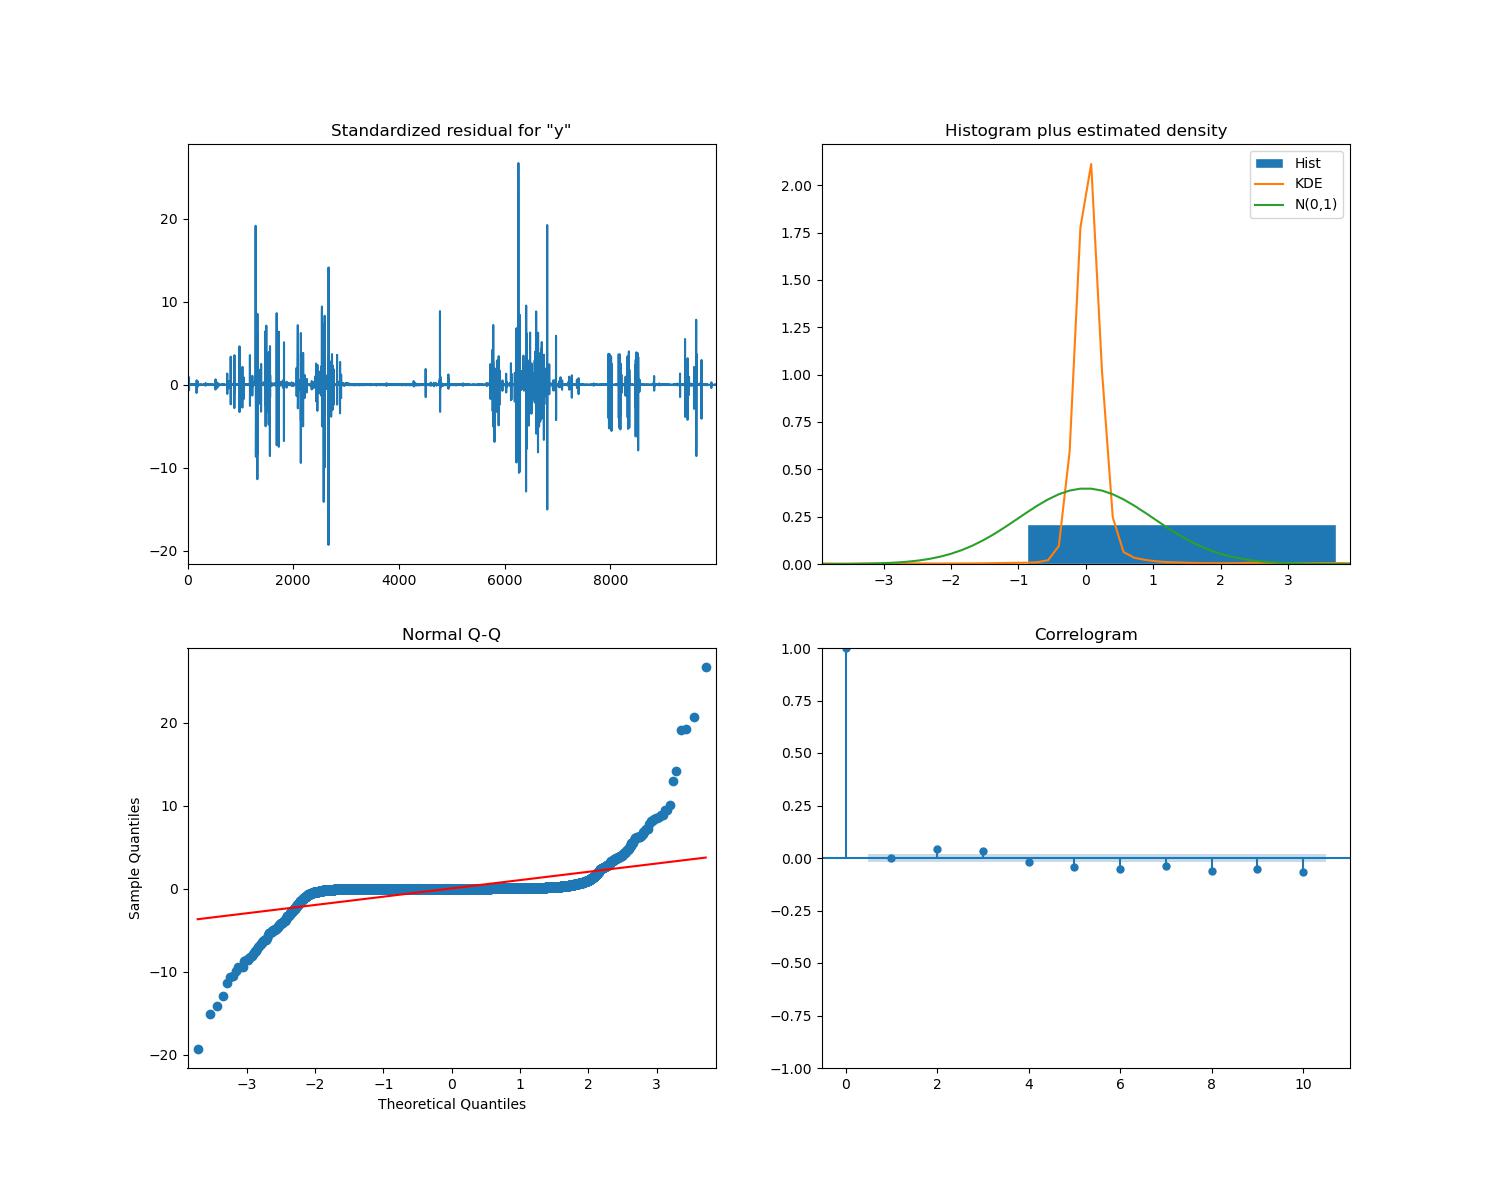 Standardized residual for "y"
20
10
0
−10
−20
0 2000 4000 6000 8000
Histogram plus estimated density
Hist
KDE
N(0,1)
2.00
1.75
1.50
1.25
1.00
0.75
0.50
0.25
0.00
−3 −2 −1 0 1 2 3
Normal Q-Q
Sample Quantiles
20
10
0
−10
−20
−3 −2 −1 0 1 2 3
Theoretical Quantiles
Correlogram
1.00
0.75
0.50
0.25
0.00
−0.25
−0.50
−0.75
−1.00
0 2 4 6 8 10